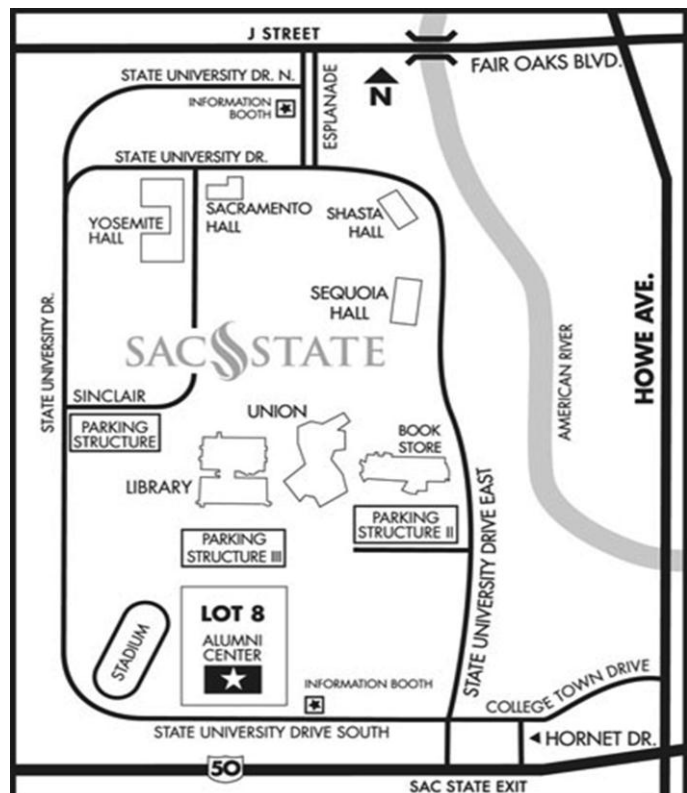 J STREET
FAIR OAKS BLVD.
STATE UNIVERSITY DR. N.
INFORMATION
BOOTH
ESPLANADE
N
STATE UNIVERSITY DR.
YOSEMITE
HALL
SACRAMENTO
HALL
SHASTA
HALL
SEQUOIA
HALL
HOWE AVE.
AMERICAN RIVER
STATE UNIVERSITY DR.
SAC STATE
SINCLAIR
PARKING
STRUCTURE
UNION
BOOK
STORE
LIBRARY
PARKING
STRUCTURE II
PARKING
STRUCTURE III
STATE UNIVERSITY DRIVE EAST
LOT 8
ALUMNI
CENTER
STADIUM
INFORMATION BOOTH
COLLEGE TOWN DRIVE
STATE UNIVERSITY DRIVE SOUTH
HORNET DR.
50
SAC STATE EXIT